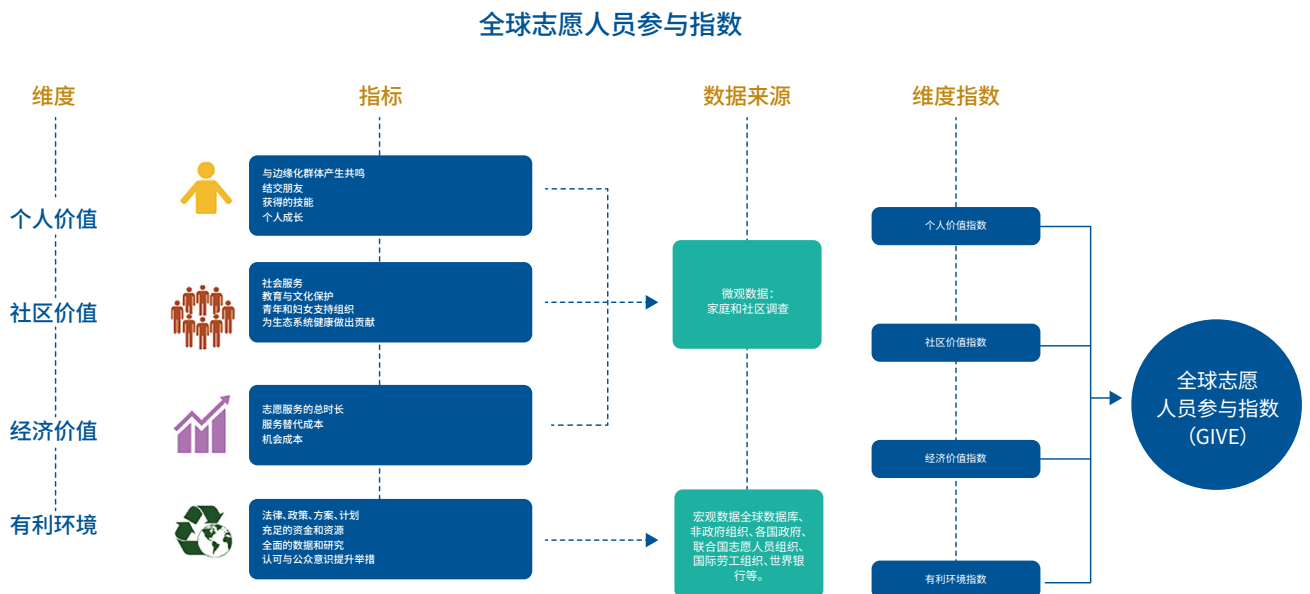 全球志愿人员参与指数
维度
指标
数据来源
维度指数
个人价值
与边缘化群体产生共鸣
结交朋友
获得的技能
个人成长
社区价值
社会服务
教育与文化保护
青年和妇女支持组织
为生态系统健康做出贡献
经济价值
志愿服务的总时长
服务替代成本
机会成本
有利环境
法律、政策、方案、计划
充足的资金和资源
全面的数据和研究
认可与公众意识提升举措
微观数据：
家庭和社区调查
宏观数据全球数据库、
非政府组织、各国政府、
联合国志愿人员组织、
国际劳工组织、世界银
行等。
个人价值指数
社区价值指数
经济价值指数
有利环境指数
全球志愿
人员参与指数
（GIVE）